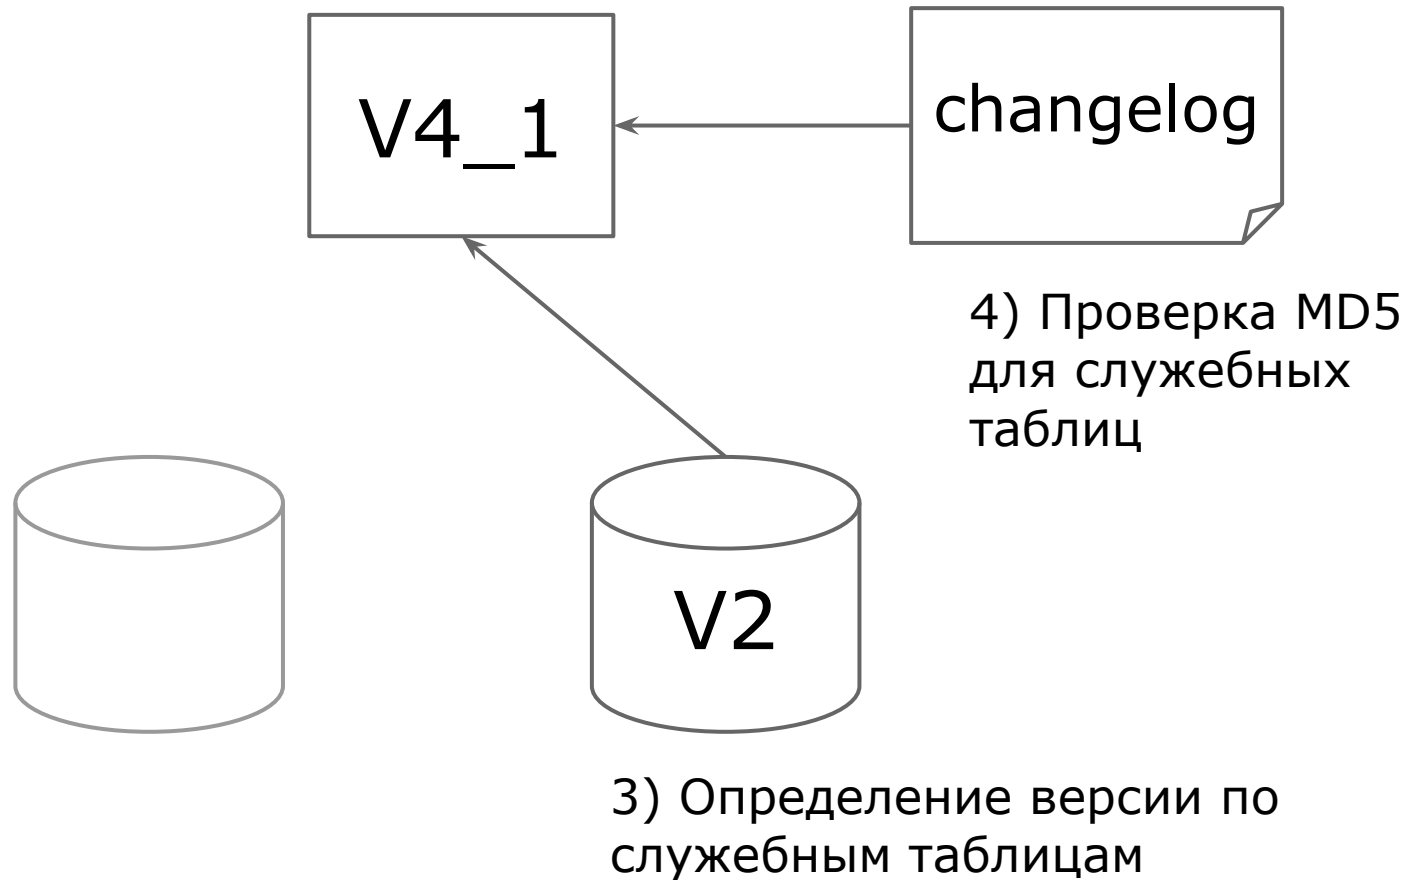 V4_1
changelog
4) Проверка MD5
для служебных
таблиц
V2
3) Определение версии по
служебным таблицам